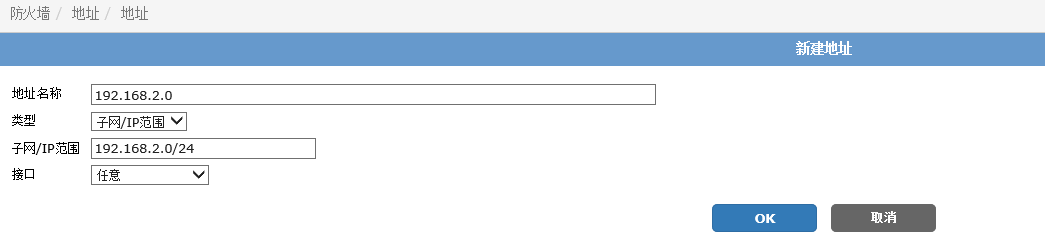 防火墙 / 地址 / 地址
新建地址
地址名称 192.168.2.0
类型 子网/IP范围
子网/IP范围 192.168.2.0/24
接口 任意
OK 取消